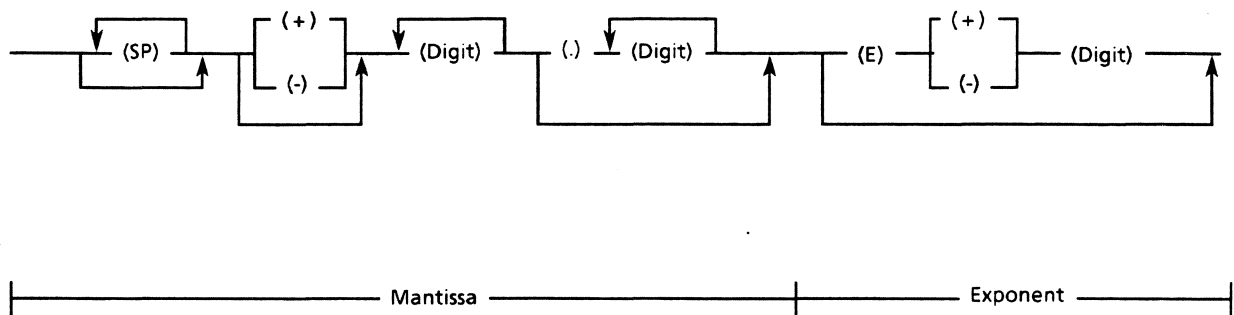 (+) (+)
(SP) (Digit) (.) (Digit) (E) (Digit)
(-) (-)
Mantissa Exponent